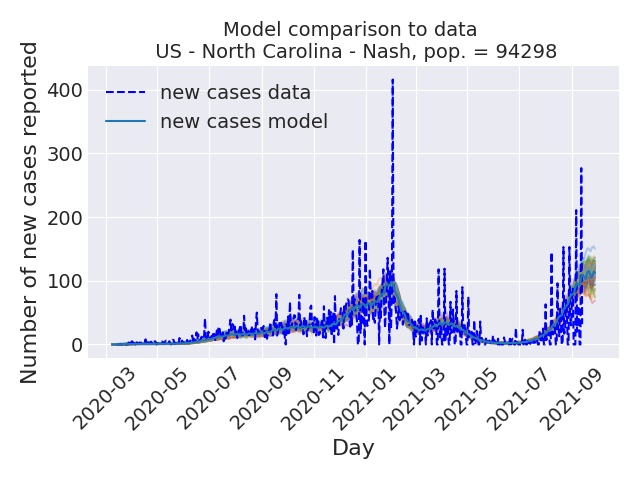 Model comparison to data
US - North Carolina - Nash, pop. = 94298
Number of new cases reported
400
300
200
100
0
new cases data
new cases model
2020-03
2020-05
2020-07
2020-09
2020-11
2021-01
2021-03
2021-05
2021-07
2021-09
Day